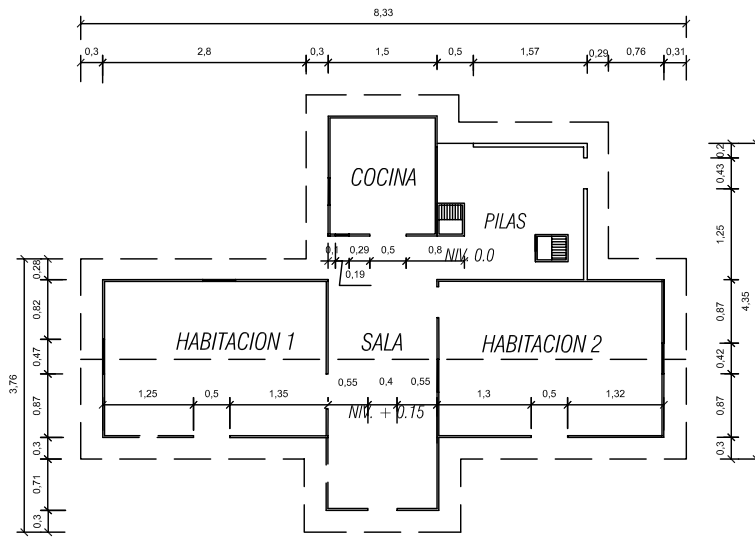 8,33
0,3 2,8 0,3 1,5 0,5 1,57 0,29 0,76 0,31
COCINA
PILAS
0,1 0,29 0,5 0,8
NIV. 0.0
0,19
HABITACION 1
SALA
HABITACION 2
1,25 0,5 1,35 0,55 0,4 0,55 1,3 0,5 1,32
NIV. + 0.15
3,76
0,28
0,82
0,47
0,87
0,3
0,71
0,3
0,2
0,43
1,25
0,87
0,42
0,87
0,3
4,35